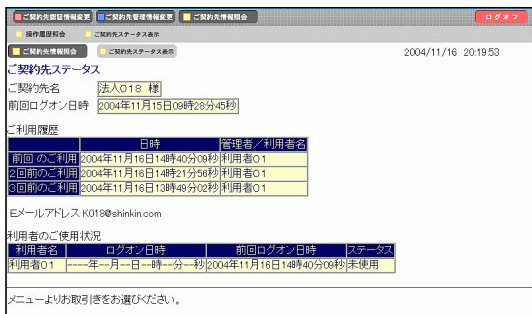 ご契約先認証情報変更 ご契約先管理情報変更 ご契約先情報照会 ログオフ
操作履歴照会 ご契約先ステータス表示
ご契約先情報照会 ご契約先ステータス表示 2004/11/16 20:19:53
ご契約先ステータス
ご契約先名 法人018 様
前回ログオン日時 2004年11月15日09時28分45秒
ご利用履歴
日時 管理者/利用者名
前回 のご利用 2004年11月16日14時40分09秒 利用者01
2回前のご利用 2004年11月16日14時21分56秒 利用者01
3回前のご利用 2004年11月16日13時49分02秒 利用者01
Eメールアドレス K018@shinkin.com
利用者のご使用状況
利用者名 ログオン日時 前回ログオン日時 ステータス
利用者01 ----年--月--日--時--分--秒 2004年11月16日14時40分09秒 未使用
メニューよりお取引きをお選びください。